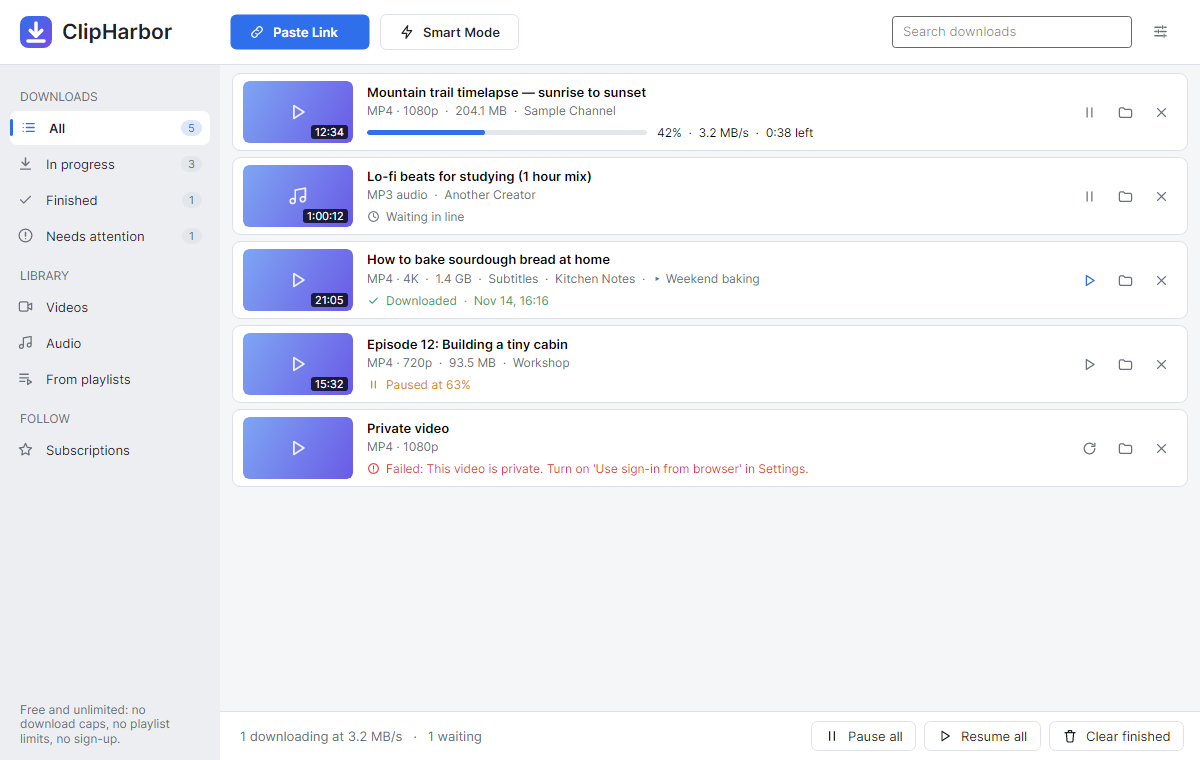 ClipHarbor
Paste Link
Smart Mode
Search downloads
DOWNLOADS
All 5
In progress 3
Finished 1
Needs attention 1
LIBRARY
Videos
Audio
From playlists
FOLLOW
Subscriptions
Free and unlimited: no
download caps, no playlist
limits, no sign-up.
12:34
Mountain trail timelapse — sunrise to sunset
MP4 · 1080p · 204.1 MB · Sample Channel
42% · 3.2 MB/s · 0:38 left
1:00:12
Lo-fi beats for studying (1 hour mix)
MP3 audio · Another Creator
Waiting in line
21:05
How to bake sourdough bread at home
MP4 · 4K · 1.4 GB · Subtitles · Kitchen Notes · ‣ Weekend baking
Downloaded · Nov 14, 16:16
15:32
Episode 12: Building a tiny cabin
MP4 · 720p · 93.5 MB · Workshop
Paused at 63%
Private video
MP4 · 1080p
Failed: This video is private. Turn on 'Use sign-in from browser' in Settings.
1 downloading at 3.2 MB/s · 1 waiting
Pause all
Resume all
Clear finished